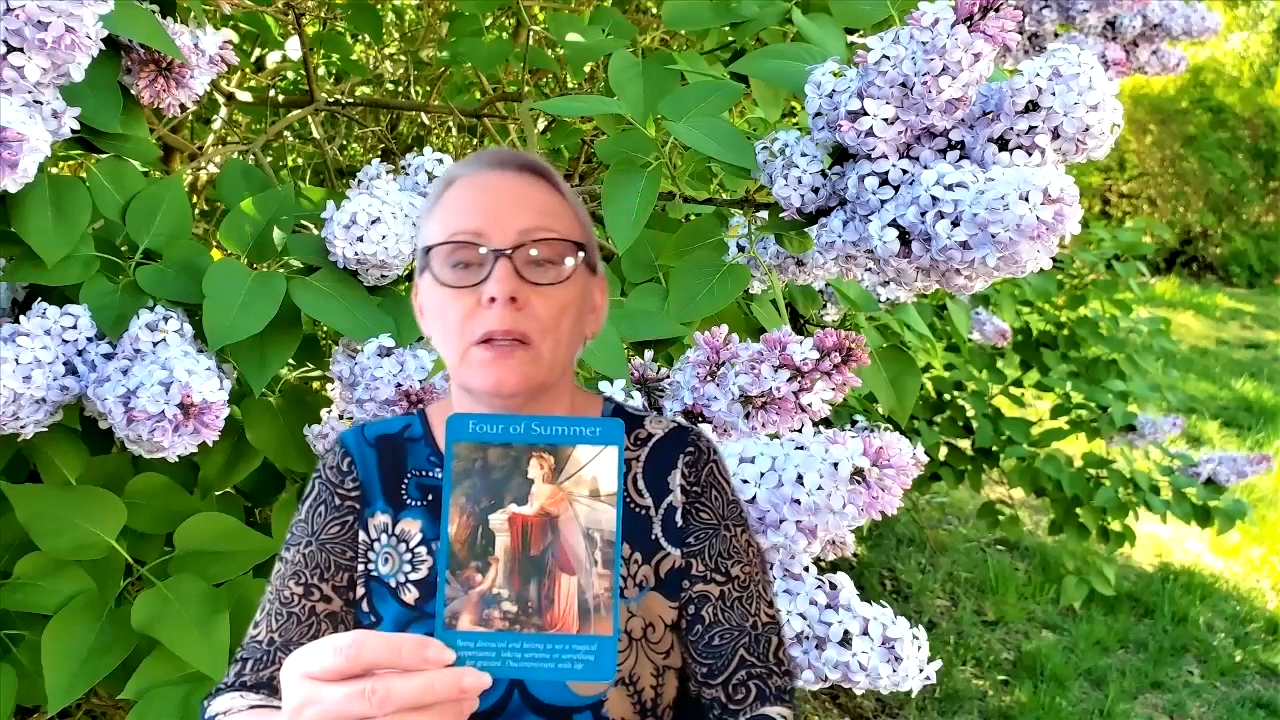 Four of Summer
Being distracted and failing to see a magical
opportunity. Taking someone or something
for granted. Discontentment with life